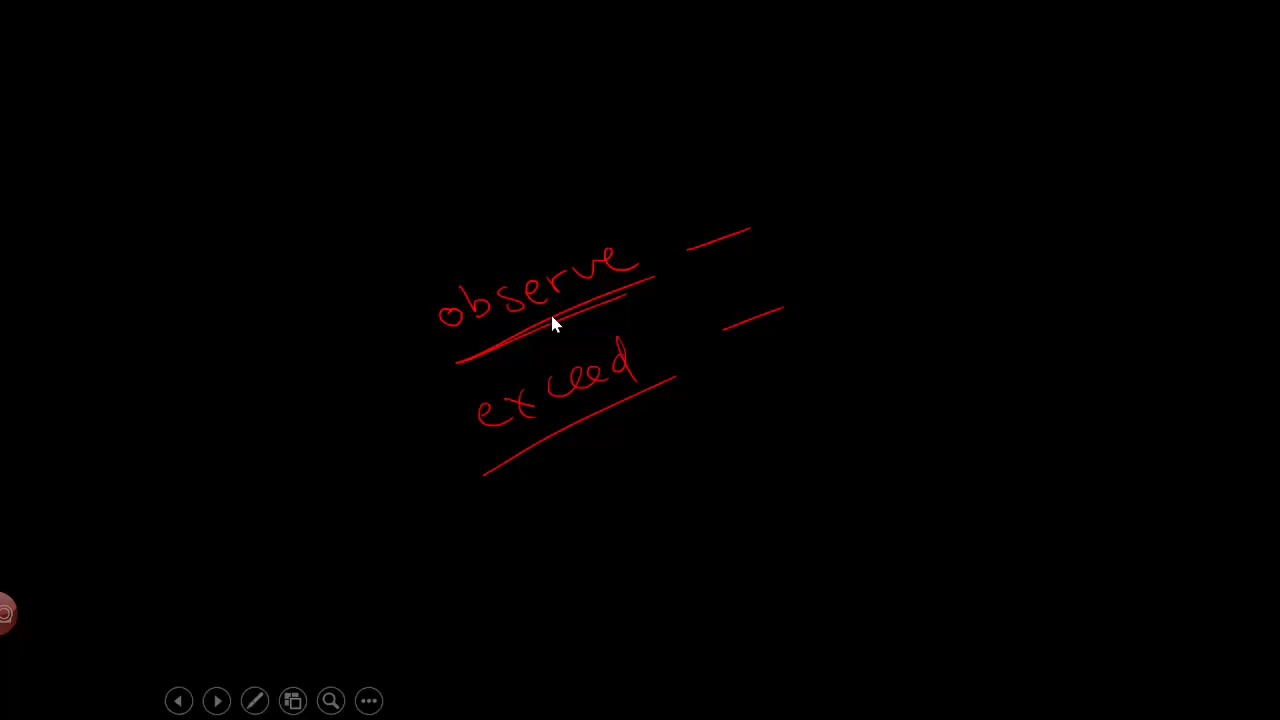 observe —
exceed —